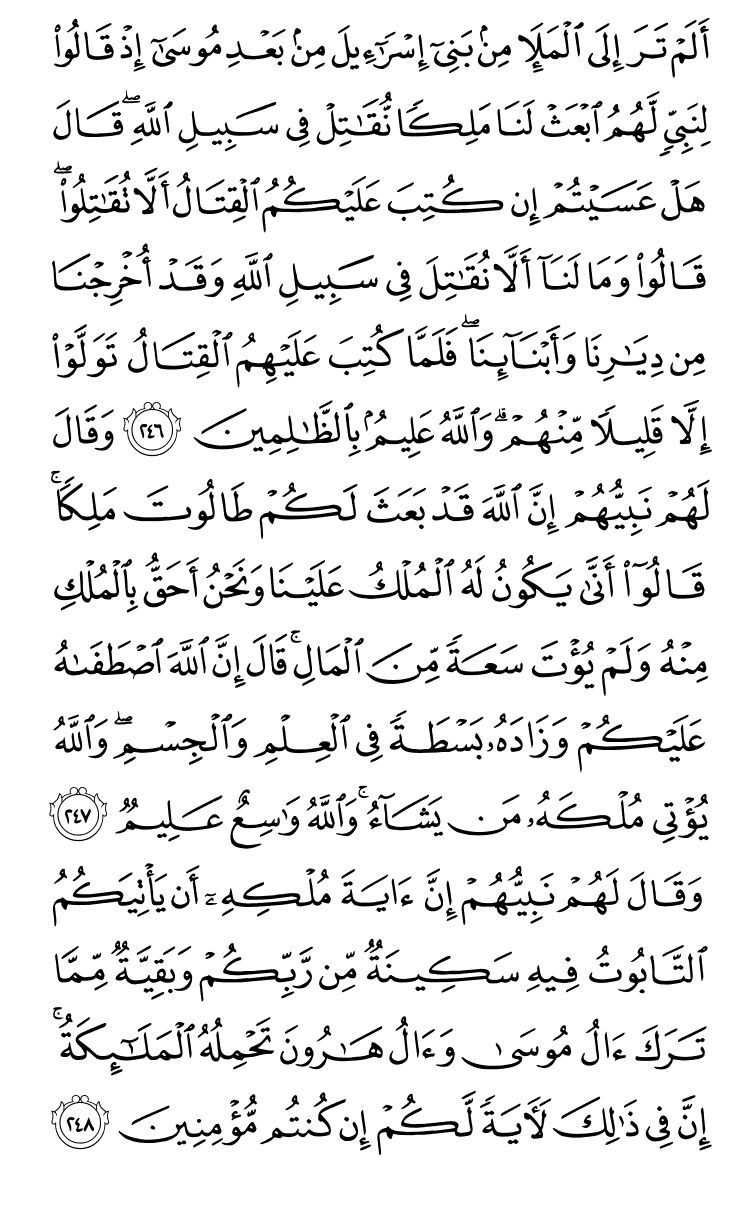 أَلَمْ تَرَ إِلَى ٱلْمَلَإِ مِنۢ بَنِىٓ إِسْرَٰٓءِيلَ مِنۢ بَعْدِ مُوسَىٰٓ إِذْ قَالُوا۟
لِنَبِىٍّ لَّهُمُ ٱبْعَثْ لَنَا مَلِكًا نُّقَٰتِلْ فِى سَبِيلِ ٱللَّهِ ۖ قَالَ
هَلْ عَسَيْتُمْ إِن كُتِبَ عَلَيْكُمُ ٱلْقِتَالُ أَلَّا تُقَٰتِلُوا۟ ۖ
قَالُوا۟ وَمَا لَنَآ أَلَّا نُقَٰتِلَ فِى سَبِيلِ ٱللَّهِ وَقَدْ أُخْرِجْنَا
مِن دِيَٰرِنَا وَأَبْنَآئِنَا ۖ فَلَمَّا كُتِبَ عَلَيْهِمُ ٱلْقِتَالُ تَوَلَّوْا۟
إِلَّا قَلِيلًا مِّنْهُمْ ۗ وَٱللَّهُ عَلِيمٌۢ بِٱلظَّٰلِمِينَ ٢٤٦ وَقَالَ
لَهُمْ نَبِيُّهُمْ إِنَّ ٱللَّهَ قَدْ بَعَثَ لَكُمْ طَالُوتَ مَلِكًا ۚ
قَالُوٓا۟ أَنَّىٰ يَكُونُ لَهُ ٱلْمُلْكُ عَلَيْنَا وَنَحْنُ أَحَقُّ بِٱلْمُلْكِ
مِنْهُ وَلَمْ يُؤْتَ سَعَةً مِّنَ ٱلْمَالِ ۚ قَالَ إِنَّ ٱللَّهَ ٱصْطَفَىٰهُ
عَلَيْكُمْ وَزَادَهُۥ بَسْطَةً فِى ٱلْعِلْمِ وَٱلْجِسْمِ ۖ وَٱللَّهُ
يُؤْتِى مُلْكَهُۥ مَن يَشَآءُ ۚ وَٱللَّهُ وَٰسِعٌ عَلِيمٌ ٢٤٧
وَقَالَ لَهُمْ نَبِيُّهُمْ إِنَّ ءَايَةَ مُلْكِهِۦٓ أَن يَأْتِيَكُمُ
ٱلتَّابُوتُ فِيهِ سَكِينَةٌ مِّن رَّبِّكُمْ وَبَقِيَّةٌ مِّمَّا
تَرَكَ ءَالُ مُوسَىٰ وَءَالُ هَٰرُونَ تَحْمِلُهُ ٱلْمَلَٰٓئِكَةُ ۚ
إِنَّ فِى ذَٰلِكَ لَءَايَةً لَّكُمْ إِن كُنتُم مُّؤْمِنِينَ ٢٤٨